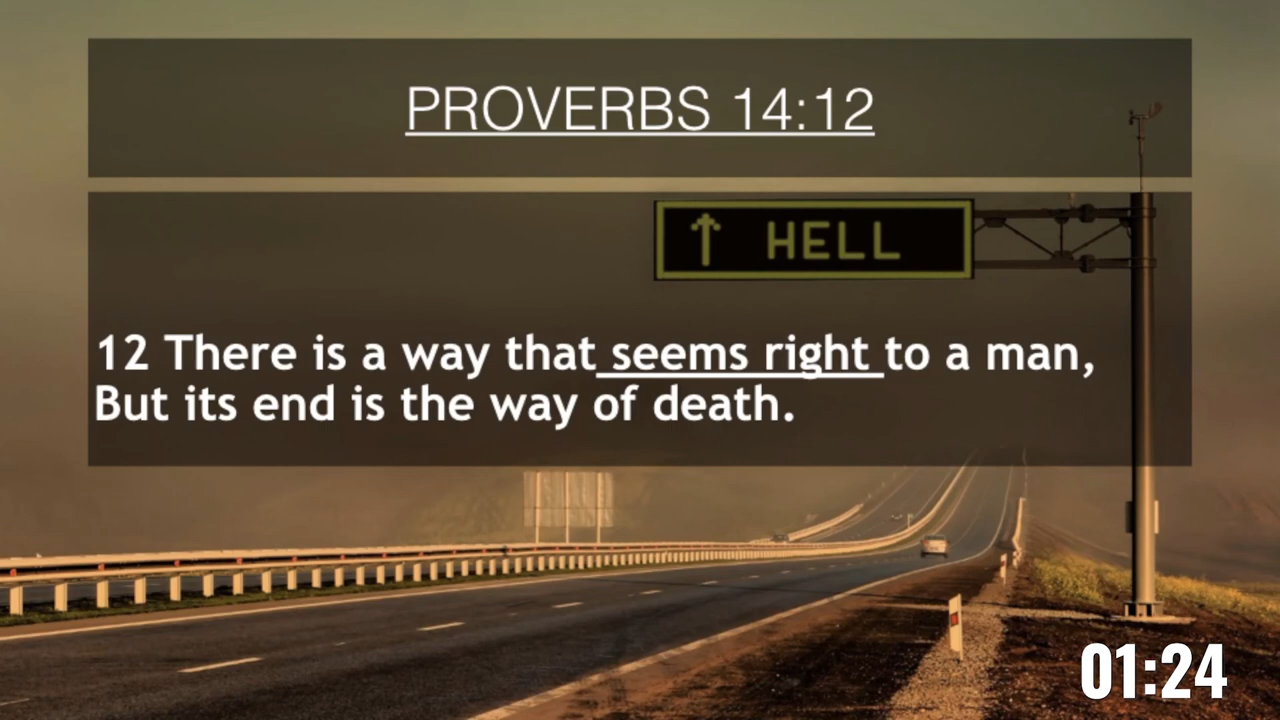 PROVERBS 14:12
↑ HELL
12 There is a way that seems right to a man,
But its end is the way of death.
01:24